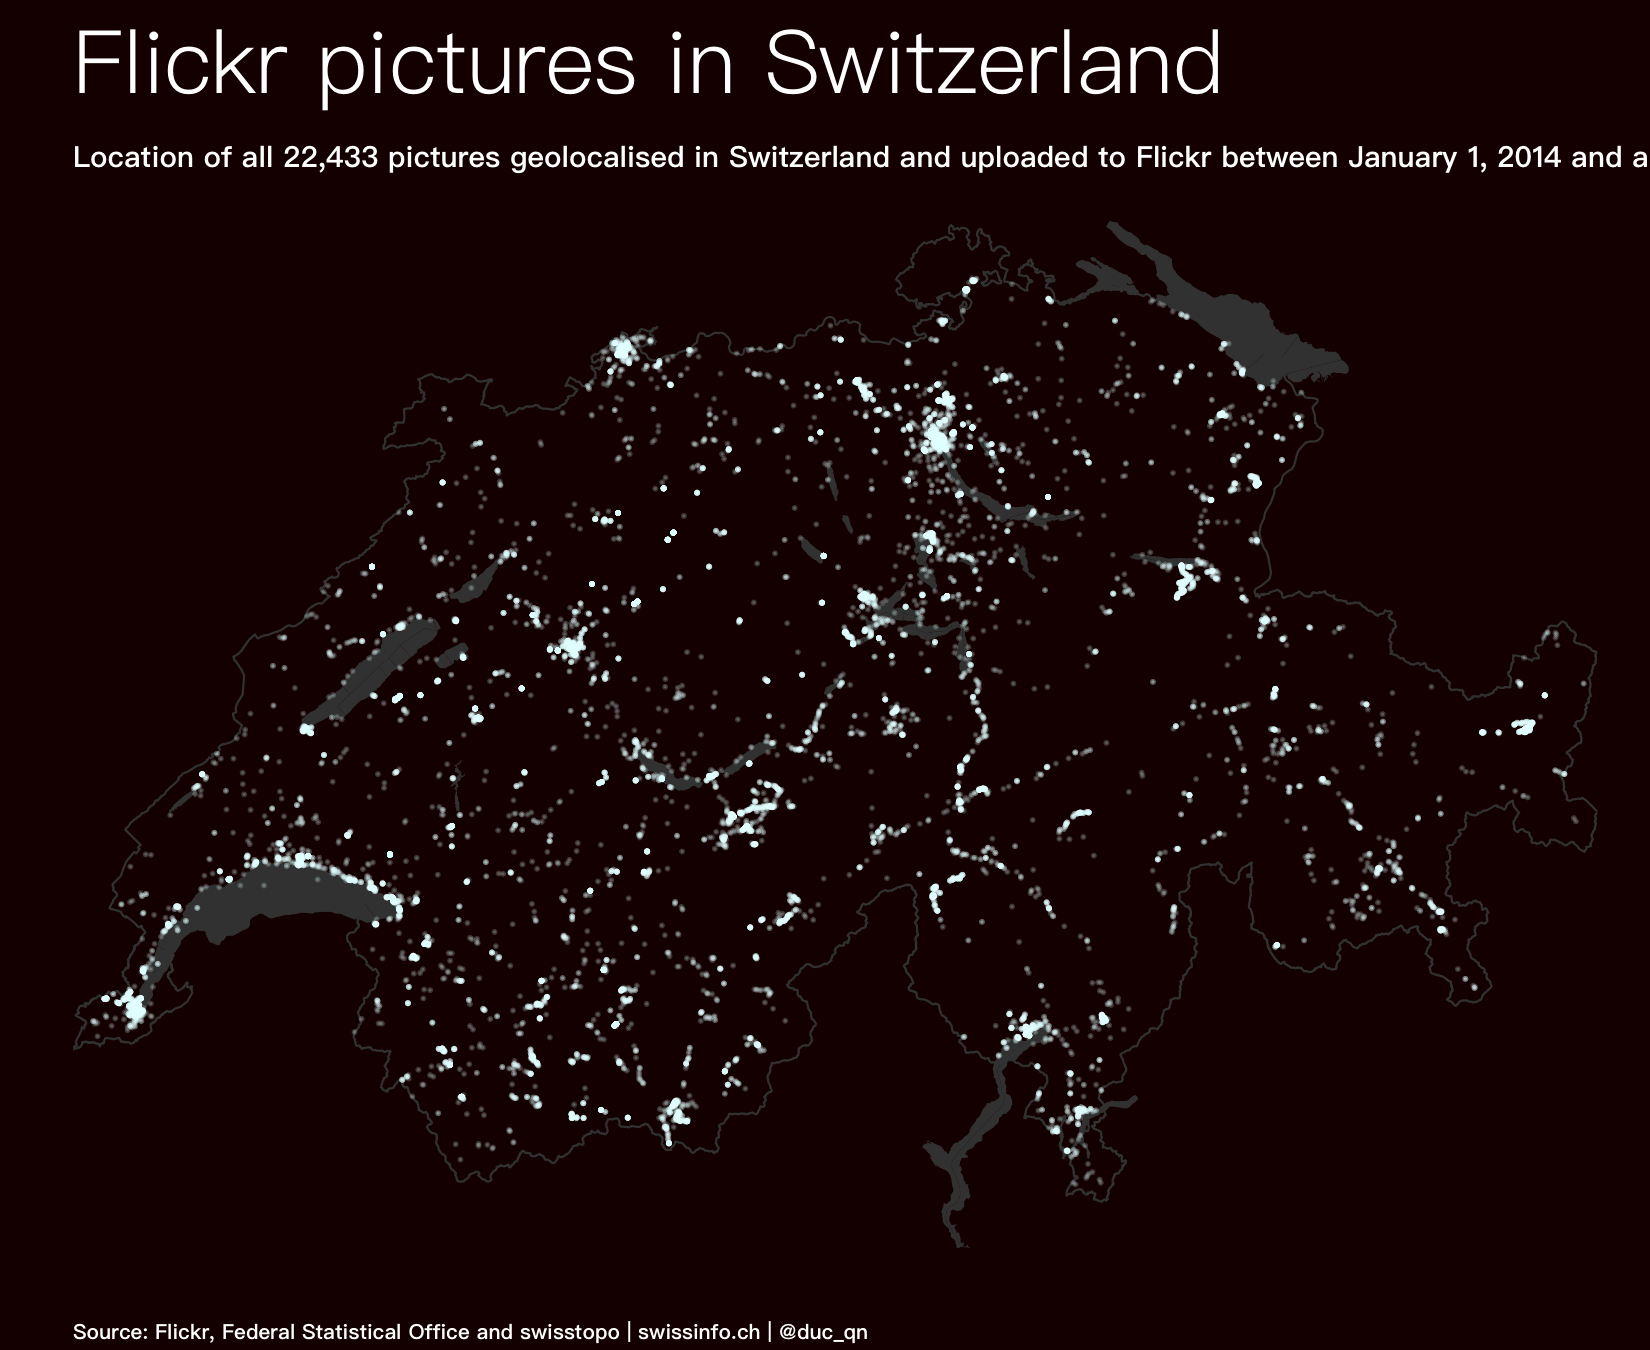 Flickr pictures in Switzerland
Location of all 22,433 pictures geolocalised in Switzerland and uploaded to Flickr between January 1, 2014 and a
Source: Flickr, Federal Statistical Office and swisstopo | swissinfo.ch | @duc_qn